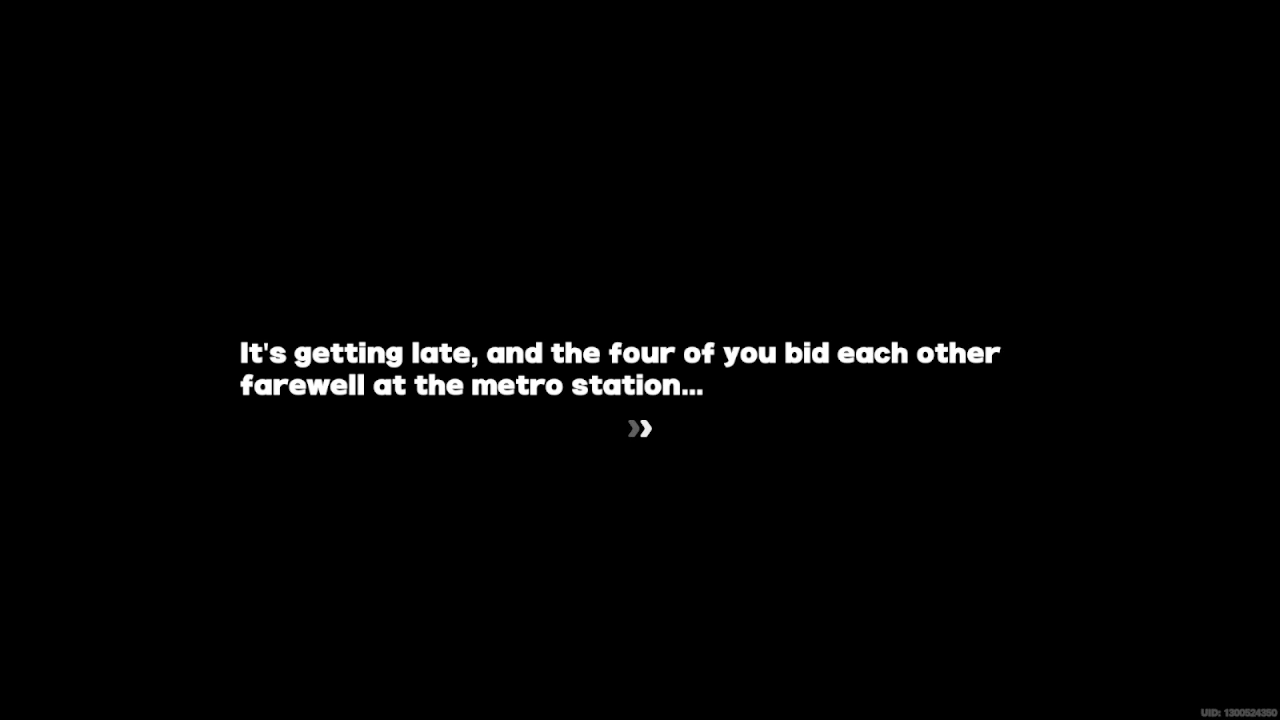 It's getting late, and the four of you bid each other
farewell at the metro station...
UID: 1300524350